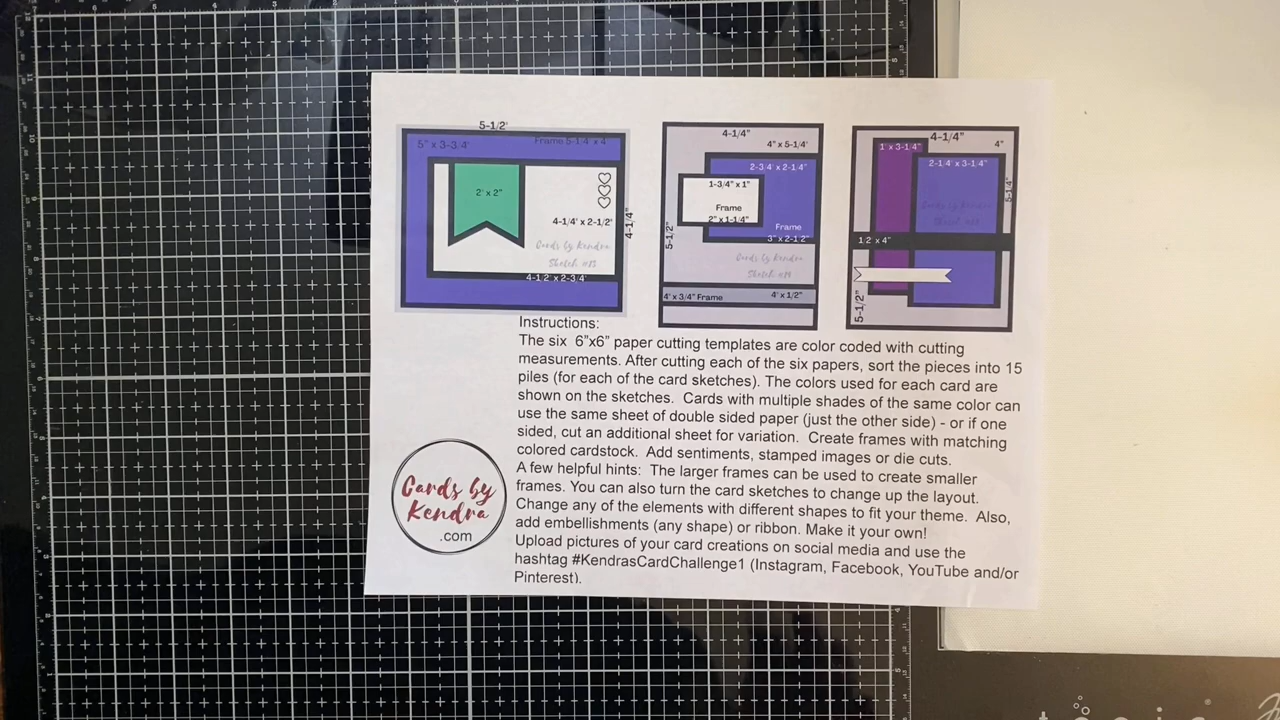 5-1/2"
5" x 3-3/4"
Frame 5-1/4" x 4"
2" x 2"
4-1/4" x 2-1/2"
4-1/4"
Cards by Kendra
Sketch #13
4-1/2" x 2-3/4"
4-1/4"
4" x 5-1/4"
2-3/4" x 2-1/4"
1-3/4" x 1"
Frame
2" x 1-1/4"
Frame
3" x 2-1/2"
5-1/2"
Cards by Kendra
Sketch #14
4" x 3/4" Frame
4" x 1/2"
4-1/4"
1" x 3-1/4"
4"
2-1/4" x 3-1/4"
5-1/4"
Cards by Kendra
1/2 x 4"
5-1/2"
Instructions:
The six 6”x6” paper cutting templates are color coded with cutting
measurements. After cutting each of the six papers, sort the pieces into 15
piles (for each of the card sketches). The colors used for each card are
shown on the sketches. Cards with multiple shades of the same color can
use the same sheet of double sided paper (just the other side) - or if one
sided, cut an additional sheet for variation. Create frames with matching
colored cardstock. Add sentiments, stamped images or die cuts.
A few helpful hints: The larger frames can be used to create smaller
frames. You can also turn the card sketches to change up the layout.
Change any of the elements with different shapes to fit your theme. Also,
add embellishments (any shape) or ribbon. Make it your own!
Upload pictures of your card creations on social media and use the
hashtag #KendrasCardChallenge1 (Instagram, Facebook, YouTube and/or
Pinterest).
Cards by
Kendra
.com